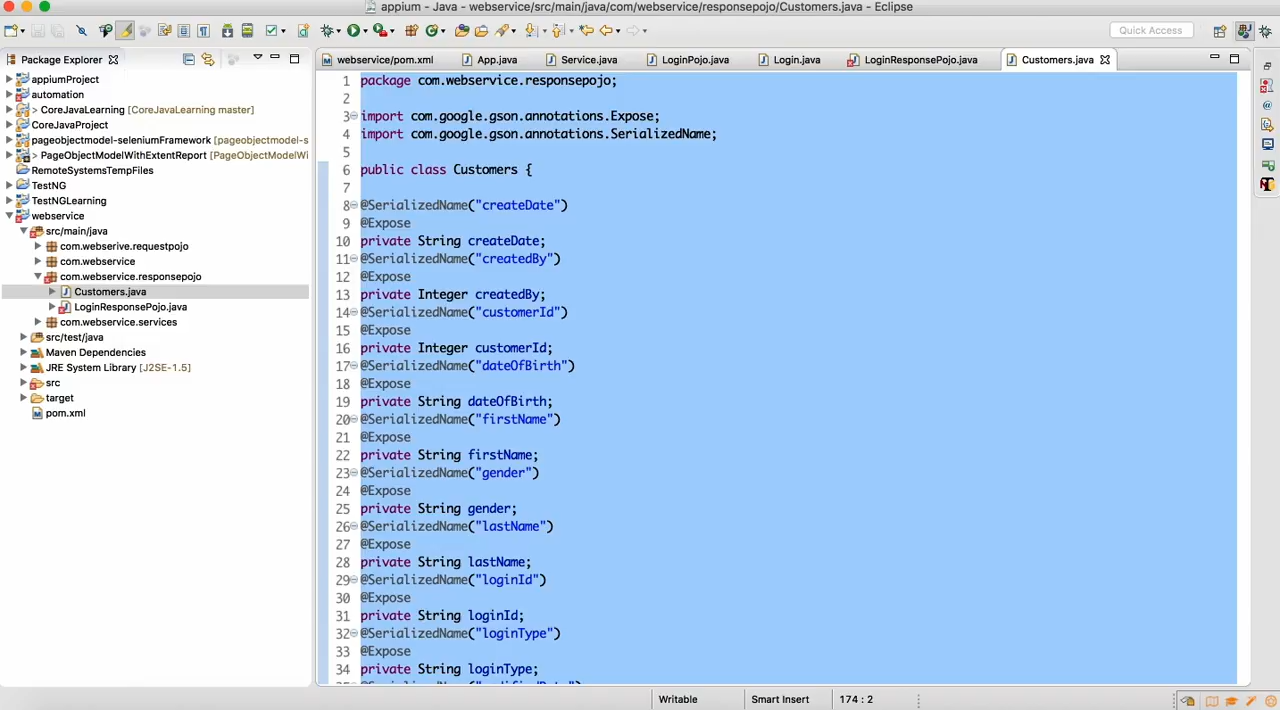 appium - Java - webservice/src/main/java/com/webservice/responsepojo/Customers.java - Eclipse
Quick Access
Package Explorer
appiumProject
automation
> CoreJavaLearning [CoreJavaLearning master]
CoreJavaProject
pageobjectmodel-seleniumFramework [pageobjectmodel-s
> PageObjectModelWithExtentReport [PageObjectModelWi
RemoteSystemsTempFiles
TestNG
TestNGLearning
webservice
src/main/java
com.webserive.requestpojo
com.webservice
com.webservice.responsepojo
Customers.java
LoginResponsePojo.java
com.webservice.services
src/test/java
Maven Dependencies
JRE System Library [J2SE-1.5]
src
target
pom.xml
webservice/pom.xml App.java Service.java LoginPojo.java Login.java LoginResponsePojo.java Customers.java
1 package com.webservice.responsepojo;
2
3 import com.google.gson.annotations.Expose;
4 import com.google.gson.annotations.SerializedName;
5
6 public class Customers {
7
8 @SerializedName("createDate")
9 @Expose
10 private String createDate;
11 @SerializedName("createdBy")
12 @Expose
13 private Integer createdBy;
14 @SerializedName("customerId")
15 @Expose
16 private Integer customerId;
17 @SerializedName("dateOfBirth")
18 @Expose
19 private String dateOfBirth;
20 @SerializedName("firstName")
21 @Expose
22 private String firstName;
23 @SerializedName("gender")
24 @Expose
25 private String gender;
26 @SerializedName("lastName")
27 @Expose
28 private String lastName;
29 @SerializedName("loginId")
30 @Expose
31 private String loginId;
32 @SerializedName("loginType")
33 @Expose
34 private String loginType;
Writable Smart Insert 174 : 2